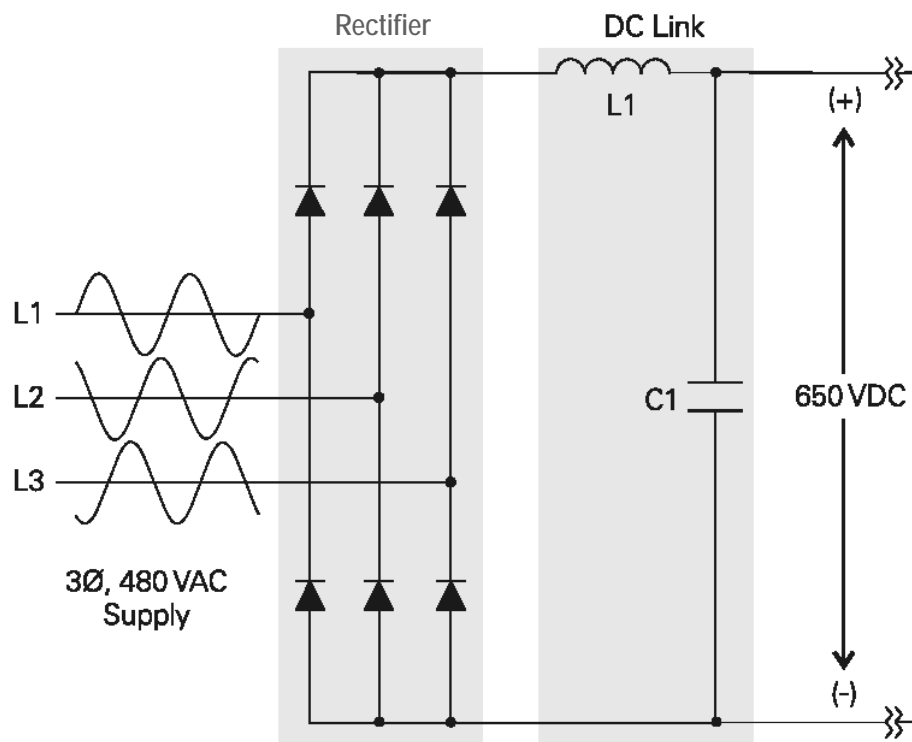 Rectifier
DC Link
L1
(+)
L1
L2
C1
650 VDC
L3
3Ø, 480 VAC
Supply
(-)